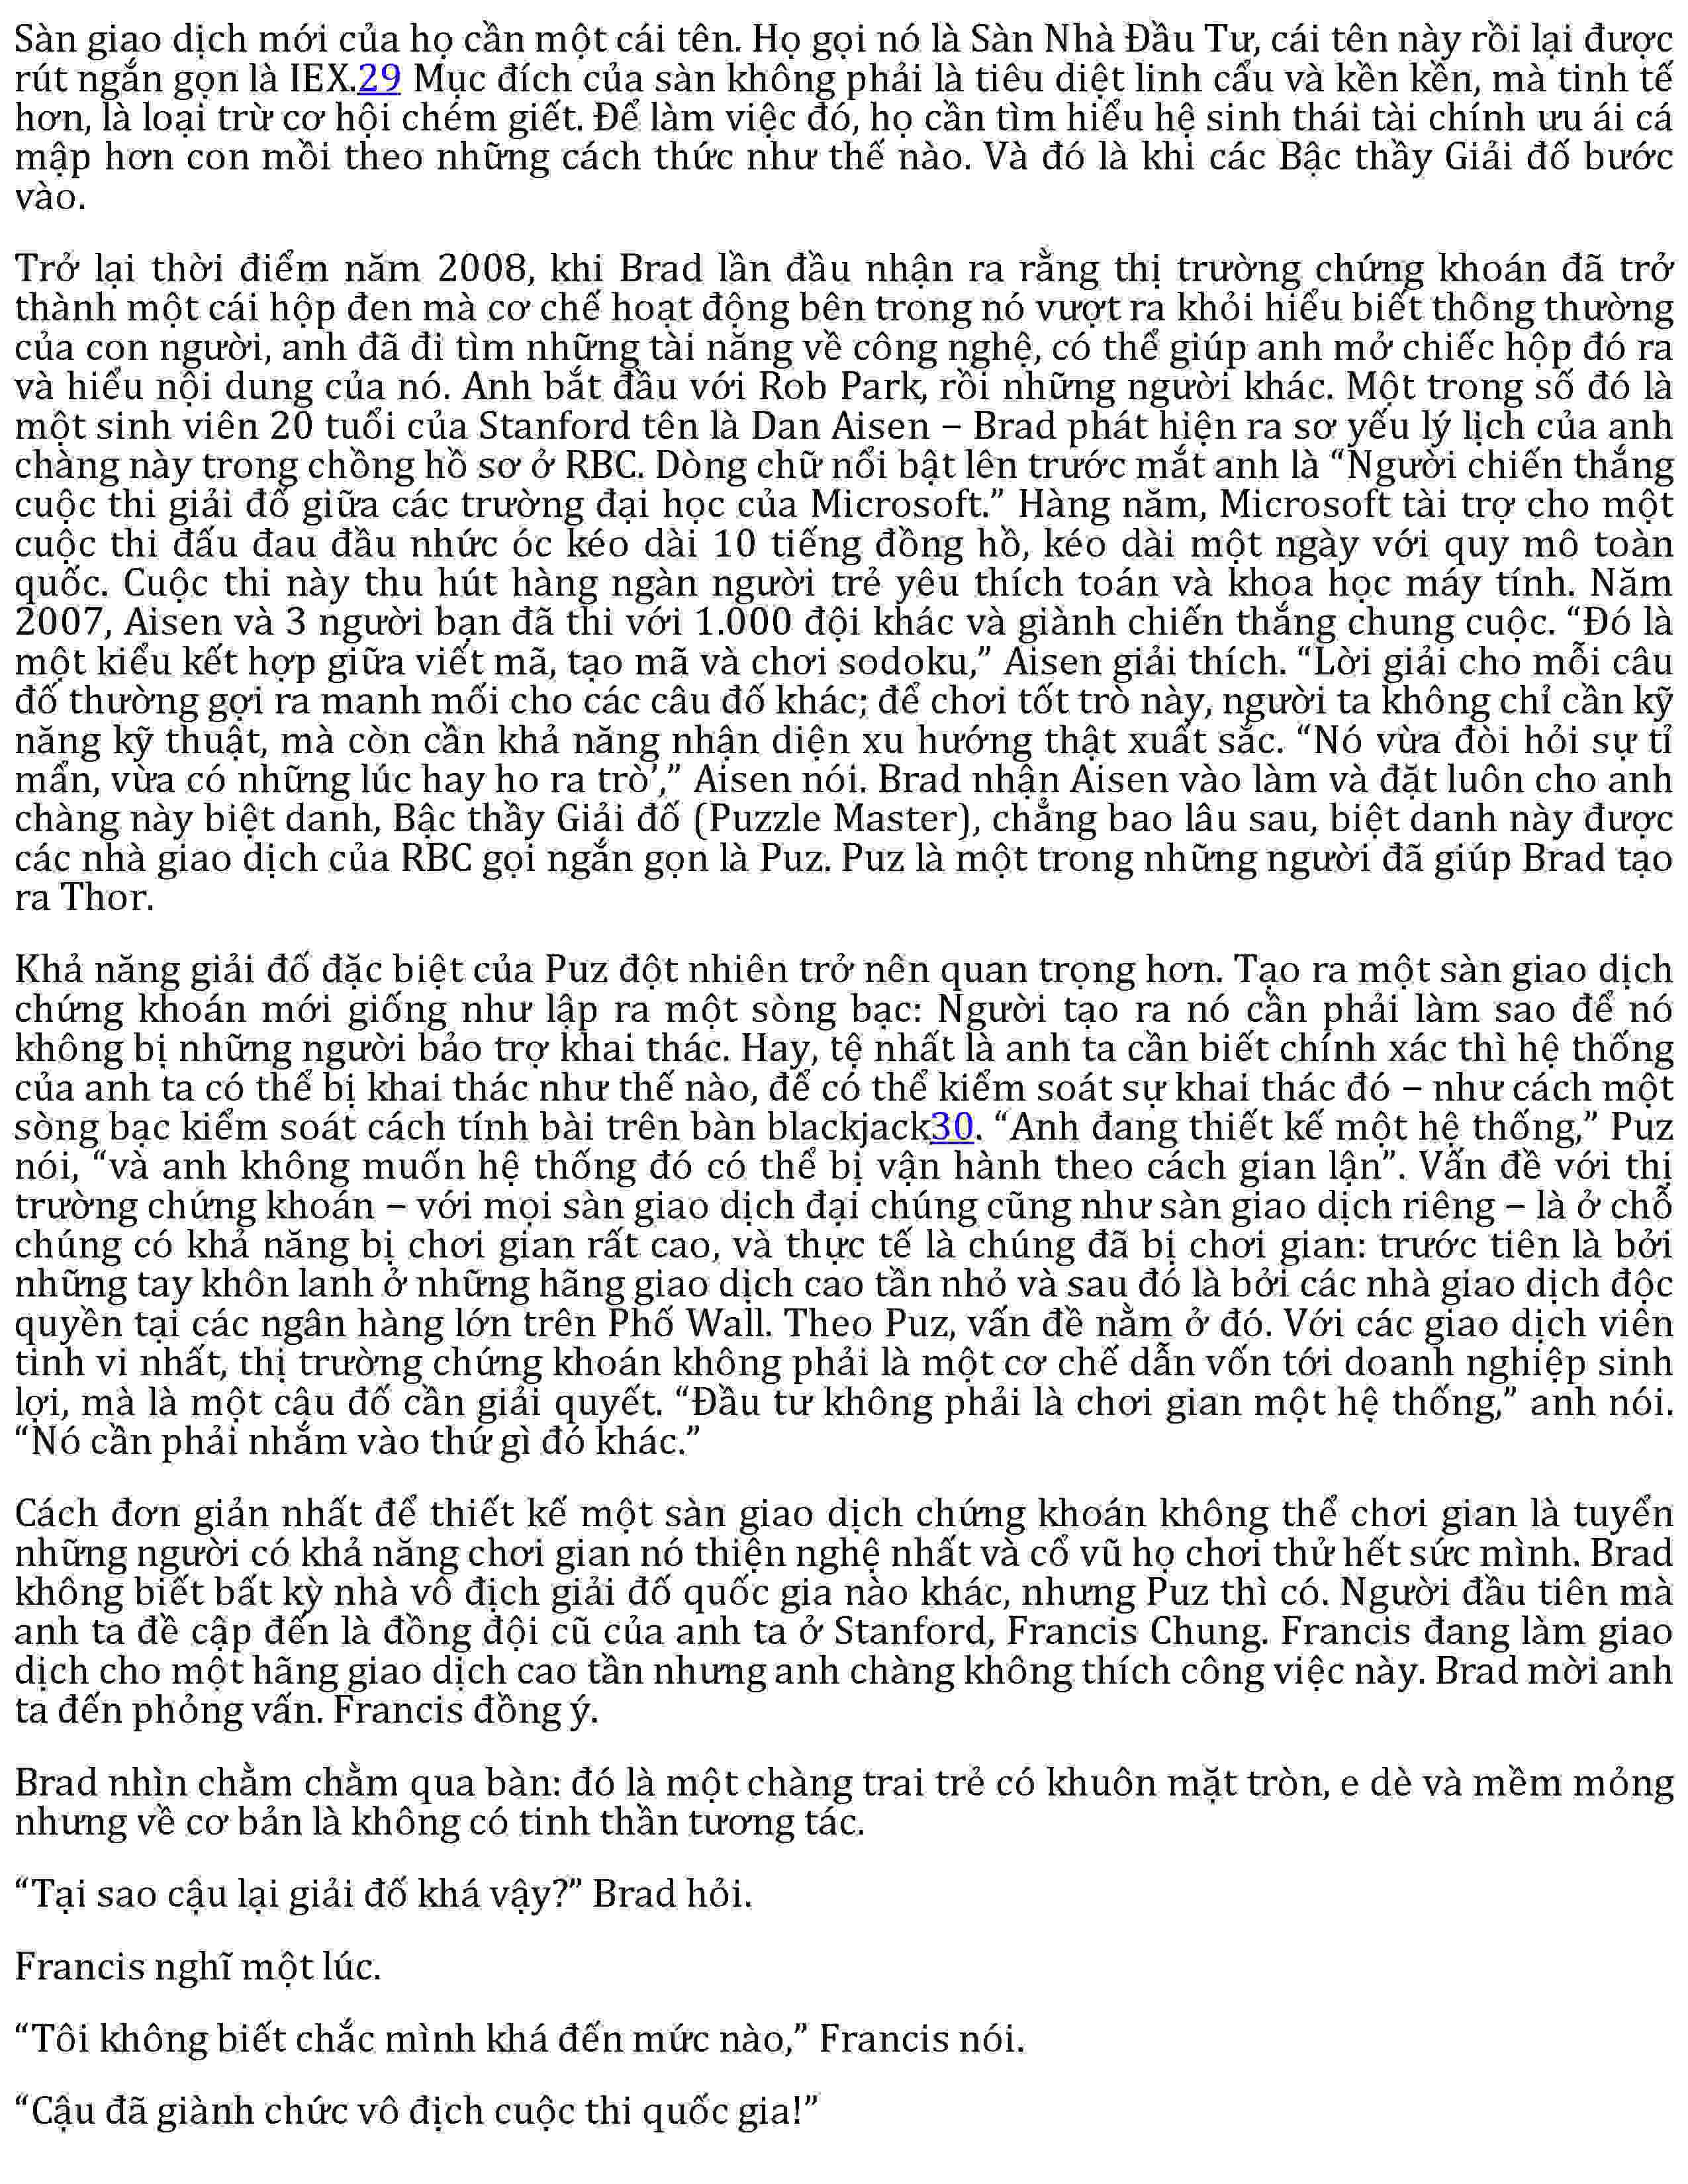 Sàn giao dịch mới của họ cần một cái tên. Họ gọi nó là Sàn Nhà Đầu Tư, cái tên này rồi lại được
rút ngắn gọn là IEX.29 Mục đích của sàn không phải là tiêu diệt linh cẩu và kền kền, mà tinh tế
hơn, là loại trừ cơ hội chém giết. Để làm việc đó, họ cần tìm hiểu hệ sinh thái tài chính ưu ái cá
mập hơn con mồi theo những cách thức như thế nào. Và đó là khi các Bậc thầy Giải đố bước
vào.
Trở lại thời điểm năm 2008, khi Brad lần đầu nhận ra rằng thị trường chứng khoán đã trở
thành một cái hộp đen mà cơ chế hoạt động bên trong nó vượt ra khỏi hiểu biết thông thường
của con người, anh đã đi tìm những tài năng về công nghệ, có thể giúp anh mở chiếc hộp đó ra
và hiểu nội dung của nó. Anh bắt đầu với Rob Park, rồi những người khác. Một trong số đó là
một sinh viên 20 tuổi của Stanford tên là Dan Aisen – Brad phát hiện ra sơ yếu lý lịch của anh
chàng này trong chồng hồ sơ ở RBC. Dòng chữ nổi bật lên trước mắt anh là “Người chiến thắng
cuộc thi giải đố giữa các trường đại học của Microsoft.” Hàng năm, Microsoft tài trợ cho một
cuộc thi đấu đau đầu nhức óc kéo dài 10 tiếng đồng hồ, kéo dài một ngày với quy mô toàn
quốc. Cuộc thi này thu hút hàng ngàn người trẻ yêu thích toán và khoa học máy tính. Năm
2007, Aisen và 3 người bạn đã thi với 1.000 đội khác và giành chiến thắng chung cuộc. “Đó là
một kiểu kết hợp giữa viết mã, tạo mã và chơi sodoku,” Aisen giải thích. “Lời giải cho mỗi câu
đố thường gợi ra manh mối cho các câu đố khác; để chơi tốt trò này, người ta không chỉ cần kỹ
năng kỹ thuật, mà còn cần khả năng nhận diện xu hướng thật xuất sắc. “Nó vừa đòi hỏi sự tỉ
mẩn, vừa có những lúc hay ho ra trò’,” Aisen nói. Brad nhận Aisen vào làm và đặt luôn cho anh
chàng này biệt danh, Bậc thầy Giải đố (Puzzle Master), chẳng bao lâu sau, biệt danh này được
các nhà giao dịch của RBC gọi ngắn gọn là Puz. Puz là một trong những người đã giúp Brad tạo
ra Thor.
Khả năng giải đố đặc biệt của Puz đột nhiên trở nên quan trọng hơn. Tạo ra một sàn giao dịch
chứng khoán mới giống như lập ra một sòng bạc: Người tạo ra nó cần phải làm sao để nó
không bị những người bảo trợ khai thác. Hay, tệ nhất là anh ta cần biết chính xác thì hệ thống
của anh ta có thể bị khai thác như thế nào, để có thể kiểm soát sự khai thác đó – như cách một
sòng bạc kiểm soát cách tính bài trên bàn blackjack30. “Anh đang thiết kế một hệ thống,” Puz
nói, “và anh không muốn hệ thống đó có thể bị vận hành theo cách gian lận”. Vấn đề với thị
trường chứng khoán – với mọi sàn giao dịch đại chúng cũng như sàn giao dịch riêng – là ở chỗ
chúng có khả năng bị chơi gian rất cao, và thực tế là chúng đã bị chơi gian: trước tiên là bởi
những tay khôn lanh ở những hãng giao dịch cao tần nhỏ và sau đó là bởi các nhà giao dịch độc
quyền tại các ngân hàng lớn trên Phố Wall. Theo Puz, vấn đề nằm ở đó. Với các giao dịch viên
tinh vi nhất, thị trường chứng khoán không phải là một cơ chế dẫn vốn tới doanh nghiệp sinh
lợi, mà là một câu đố cần giải quyết. “Đầu tư không phải là chơi gian một hệ thống,” anh nói.
“Nó cần phải nhắm vào thứ gì đó khác.”
Cách đơn giản nhất để thiết kế một sàn giao dịch chứng khoán không thể chơi gian là tuyển
những người có khả năng chơi gian nó thiện nghệ nhất và cổ vũ họ chơi thử hết sức mình. Brad
không biết bất kỳ nhà vô địch giải đố quốc gia nào khác, nhưng Puz thì có. Người đầu tiên mà
anh ta đề cập đến là đồng đội cũ của anh ta ở Stanford, Francis Chung. Francis đang làm giao
dịch cho một hãng giao dịch cao tần nhưng anh chàng không thích công việc này. Brad mời anh
ta đến phỏng vấn. Francis đồng ý.
Brad nhìn chằm chằm qua bàn: đó là một chàng trai trẻ có khuôn mặt tròn, e dè và mềm mỏng
nhưng về cơ bản là không có tinh thần tương tác.
“Tại sao cậu lại giải đố khá vậy?” Brad hỏi.
Francis nghĩ một lúc.
“Tôi không biết chắc mình khá đến mức nào,” Francis nói.
“Cậu đã giành chức vô địch cuộc thi quốc gia!”